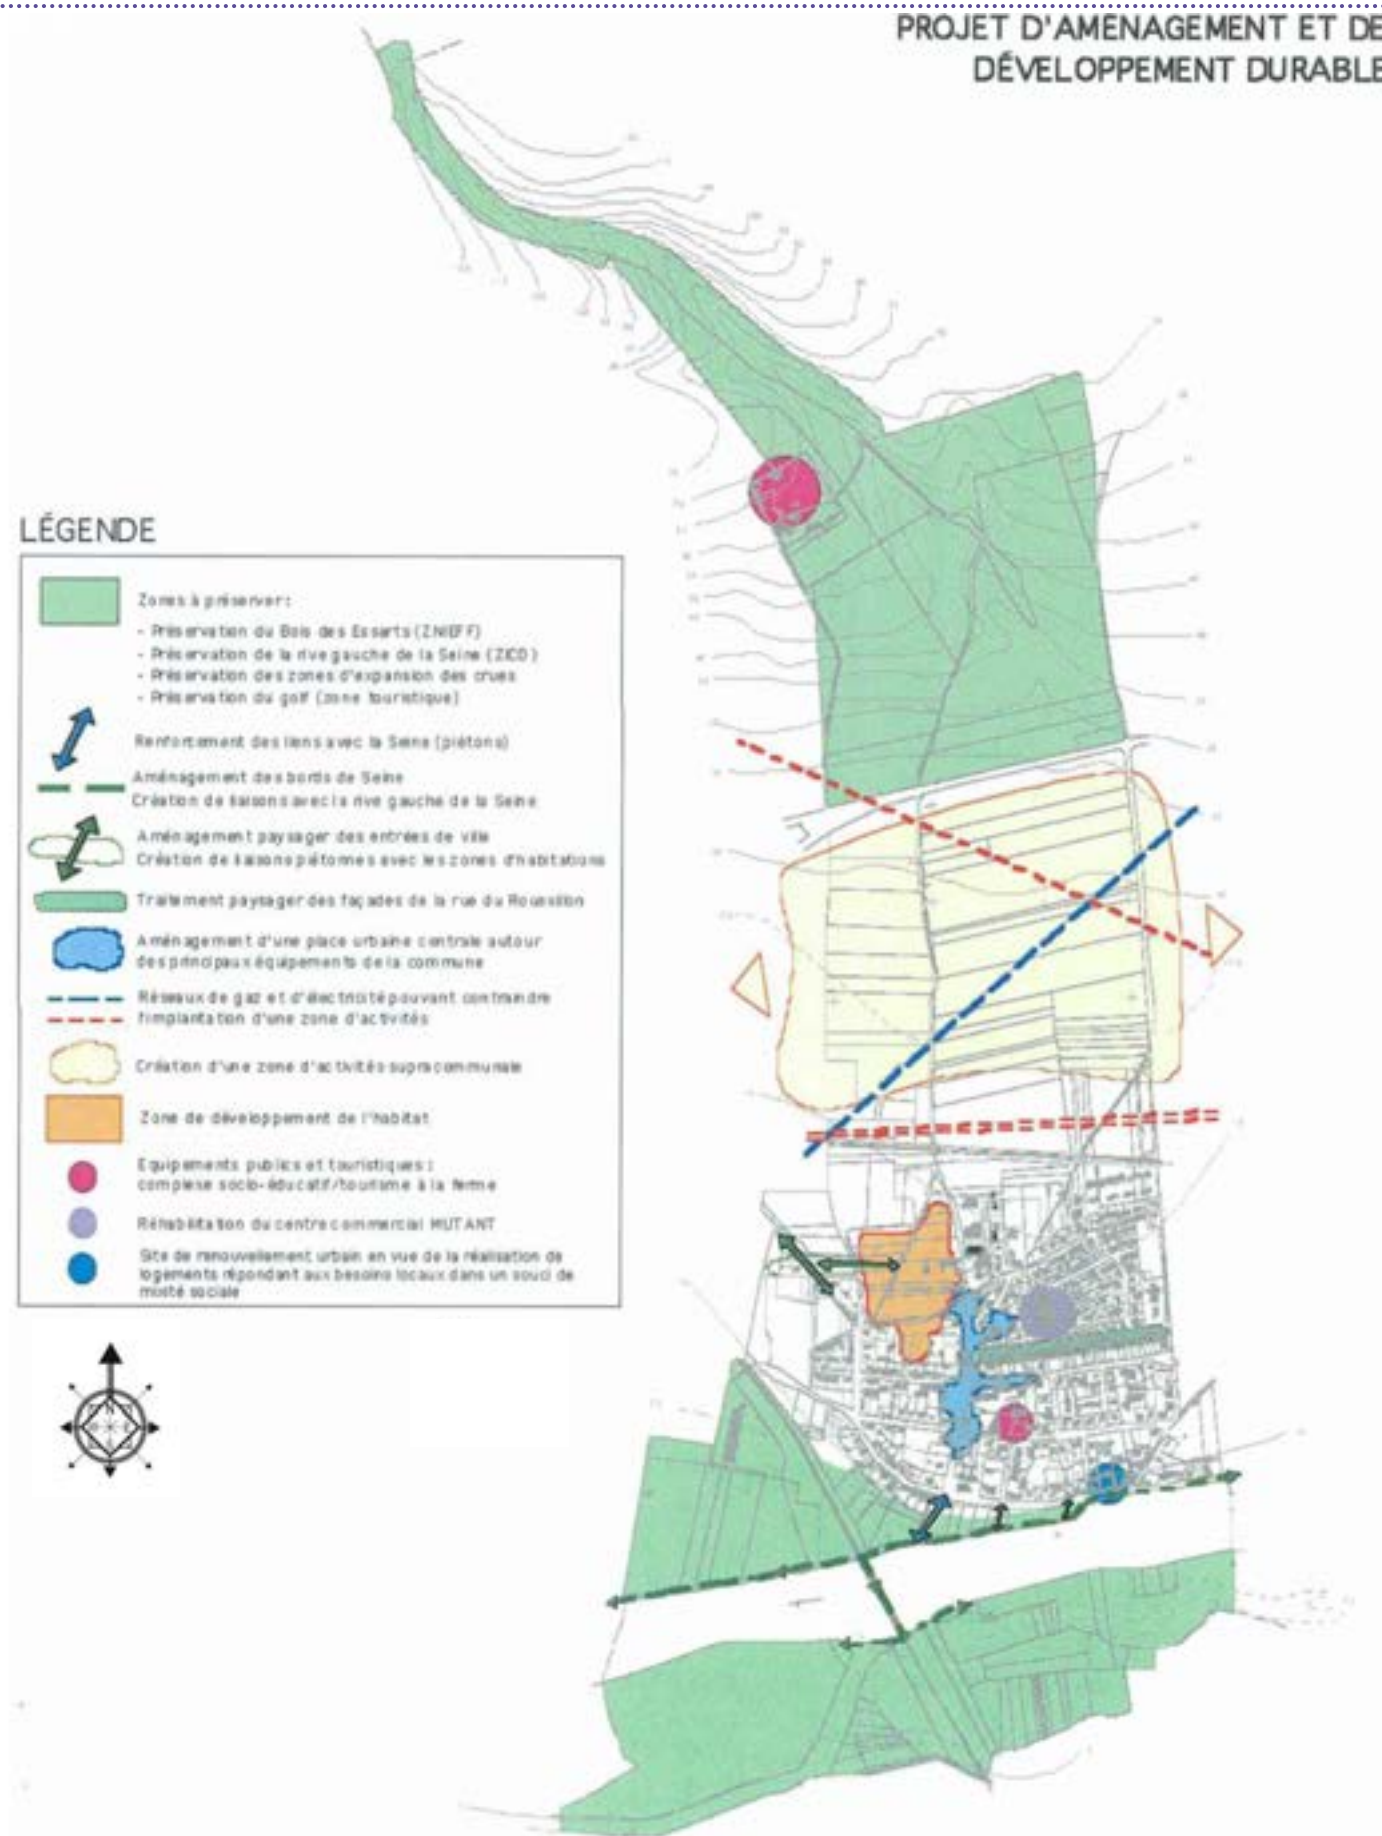 PROJET D'AMÉNAGEMENT ET DE
DÉVELOPPEMENT DURABLE
LÉGENDE
Zones à préserver :
- Préservation du Bois des Essarts (ZNIEFF)
- Préservation de la rive gauche de la Seine (ZICO)
- Préservation des zones d'expansion des crues
- Préservation du golf (zone touristique)
Renforcement des liens avec la Seine (piétons)
Aménagement des bords de Seine
Création de liaisons avec la rive gauche de la Seine
Aménagement paysager des entrées de ville
Création de liaisons piétonnes avec les zones d'habitations
Traitement paysager des façades de la rue du Roussillon
Aménagement d'une place urbaine centrale autour
des principaux équipements de la commune
Réseaux de gaz et d'électricité pouvant contraindre
l'implantation d'une zone d'activités
Création d'une zone d'activités supracommunale
Zone de développement de l'habitat
Equipements publics et touristiques :
complexe socio-éducatif/tourisme à la ferme
Réhabilitation du centre commercial MUTANT
Site de renouvellement urbain en vue de la réalisation de
logements répondant aux besoins locaux dans un souci de
mixité sociale
N